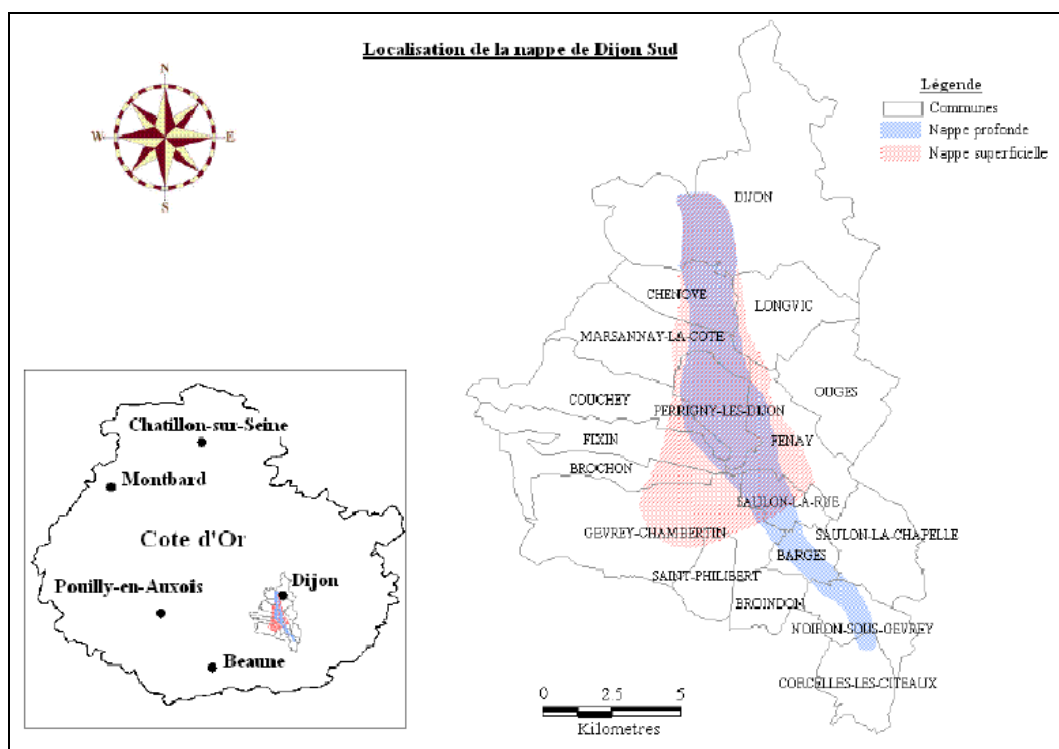 Localisation de la nappe de Dijon Sud
N
W
E
S
Légende
Communes
Nappe profonde
Nappe superficielle
DIJON
CHENOVE
LONGVIC
MARSANNAY-LA-COTE
OUGES
COUCHEY
PERRIGNY-LES-DIJON
FIXIN
FENAY
BROCHON
SAULON-LA-RUE
GEVREY-CHAMBERTIN
SAULON-LA-CHAPELLE
BARGES
SAINT-PHILIBERT
BROINDON
NOIRON-SOUS-GEVREY
CORCELLES-LES-CITEAUX
Chatillon-sur-Seine
Montbard
Cote d'Or
Pouilly-en-Auxois
Dijon
Beaune
0 2.5 5
Kilometres